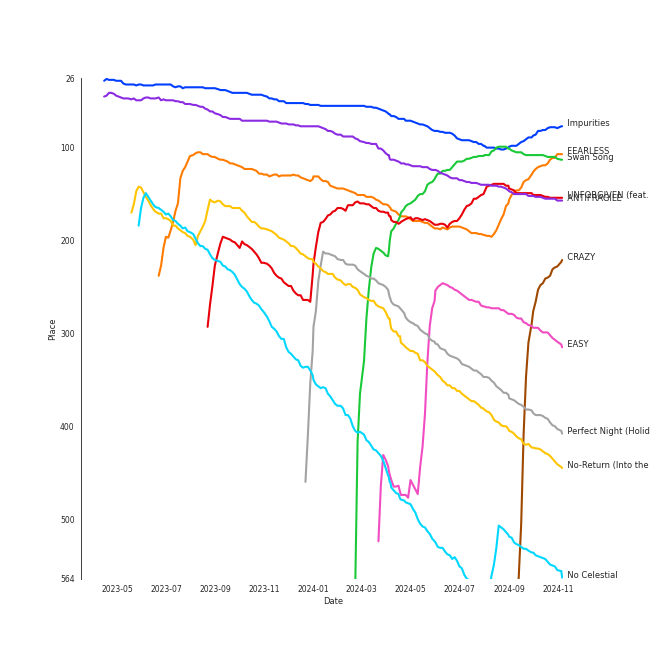 26
100
200
300
400
500
564
Place
2023-05
2023-07
2023-09
2023-11
2024-01
2024-03
2024-05
2024-07
2024-09
2024-11
Date
Impurities
FEARLESS
Swan Song
UNFORGIVEN (feat.
ANTIFRAGILE
CRAZY
EASY
Perfect Night (Holid
No-Return (Into the
No Celestial